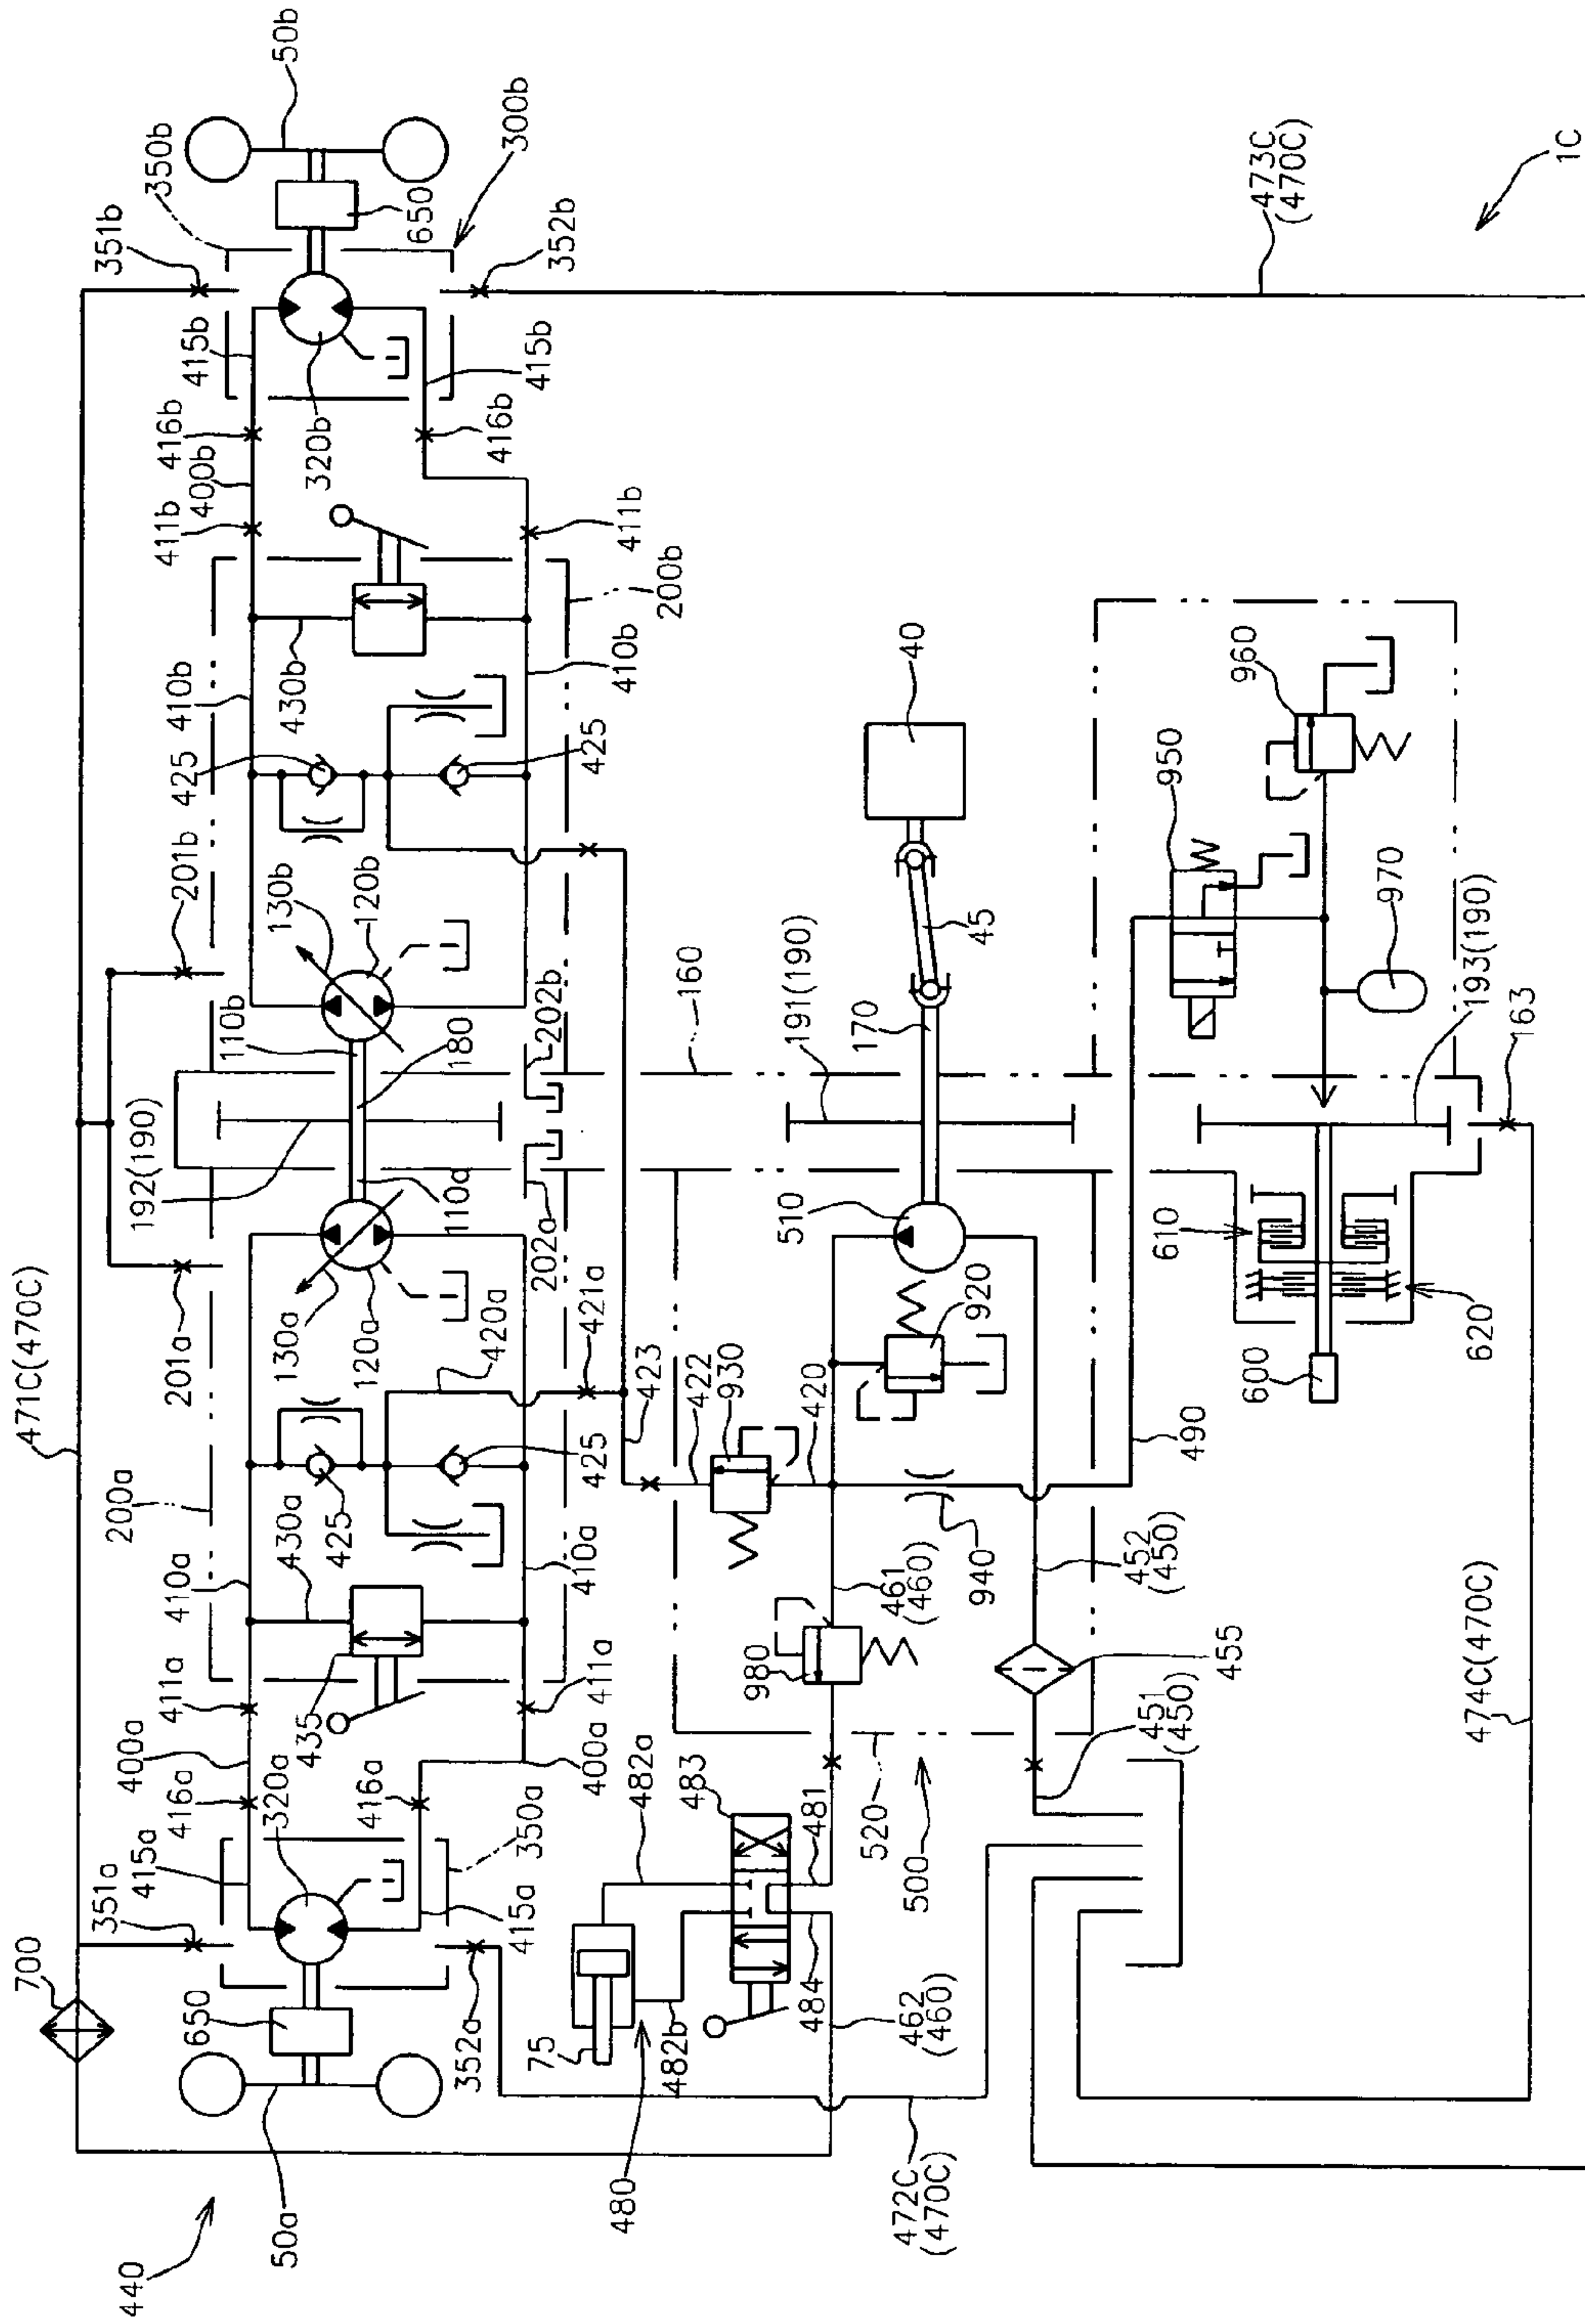 440
50a
700
650
351a
415a
320a
416a
400a
411a
410a
435
430a
200a
425
471C(470C)
201a
130a
120a
192(190)
110a
180
110b
201b
130b
120b
425
410b
430b
411b
400b
416b
415b
320b
351b
350b
650
50b
300b
352b
352a
415a
350a
416a
400a
411a
410a
425
420a
421a
202a
202b
425
410b
200b
411b
416b
415b
480
75
482b
482a
483
484
481
423
422
930
420
920
510
160
191(190)
170
45
40
472C
(470C)
462
(460)
500
520
980
461
(460)
940
451
(450)
455
452
(450)
490
950
960
970
193(190)
163
610
620
600
474C(470C)
473C
(470C)
1C